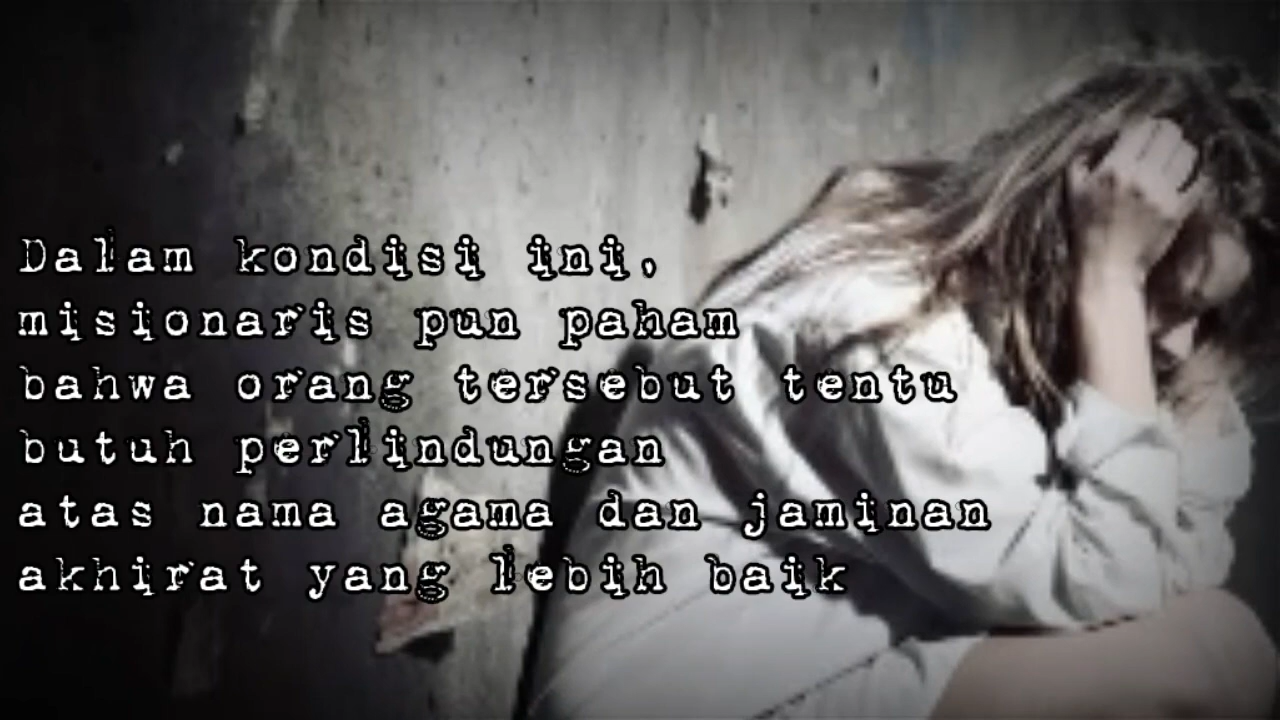 Dalam kondisi ini,
misionaris pun paham
bahwa orang tersebut tentu
butuh perlindungan
atas nama agama dan jaminan
akhirat yang lebih baik